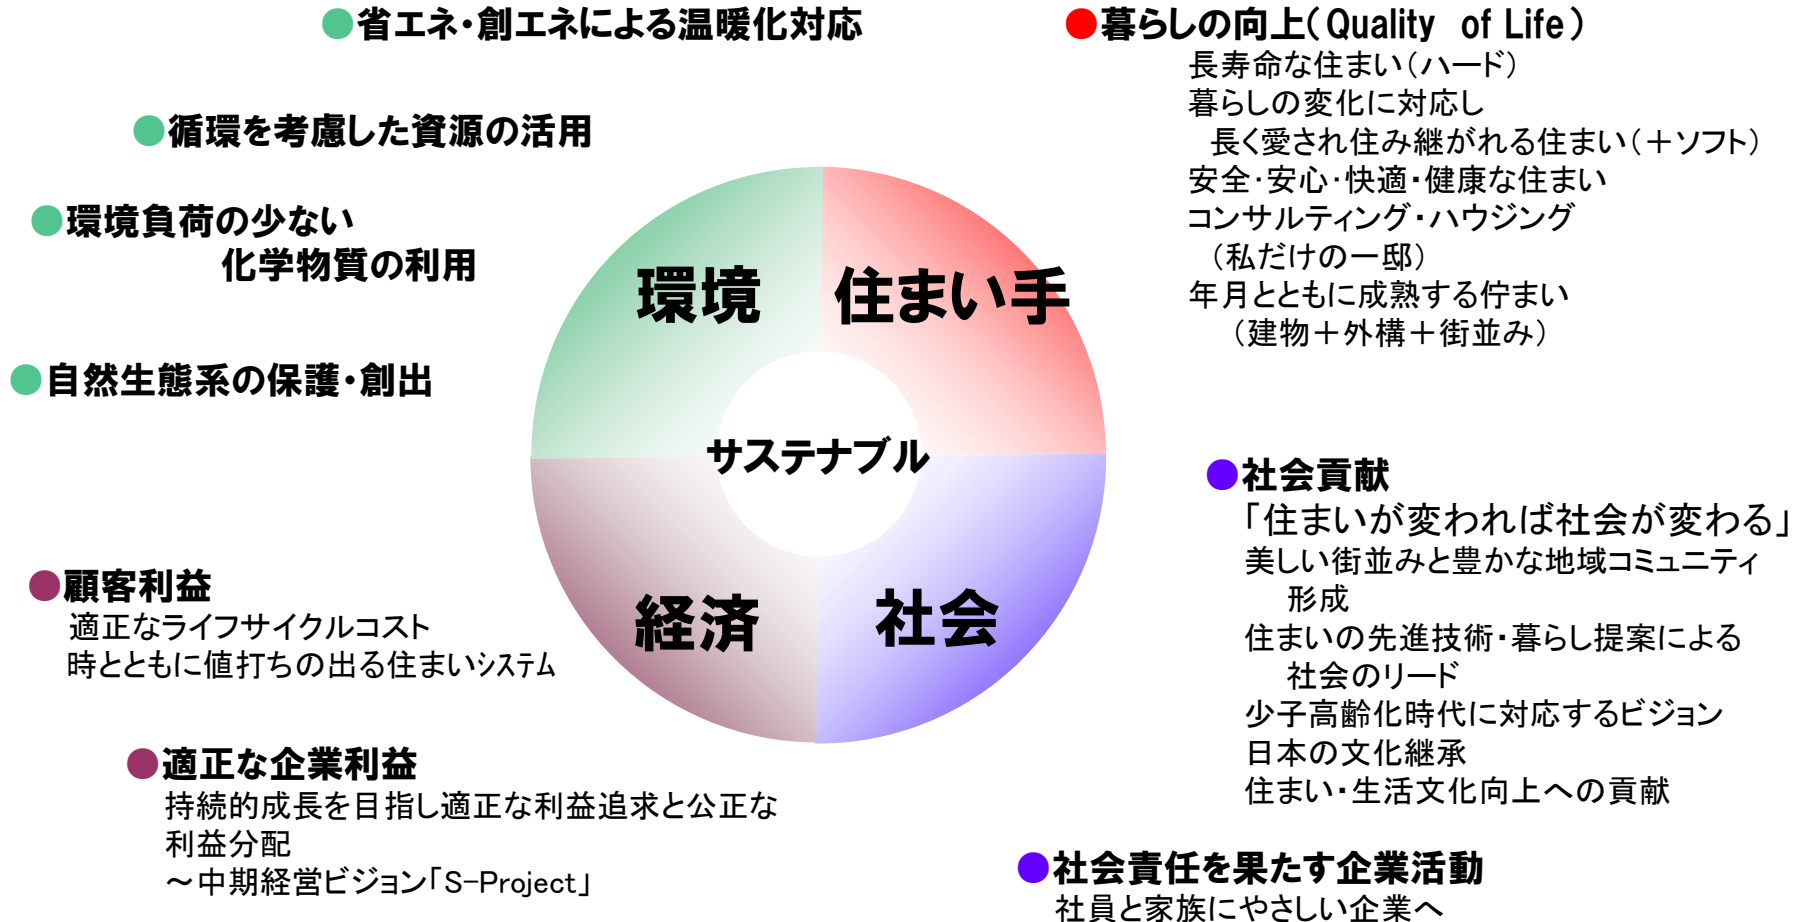 ●省エネ・創エネによる温暖化対応
●循環を考慮した資源の活用
●環境負荷の少ない
化学物質の利用
●自然生態系の保護・創出
●暮らしの向上(Quality of Life)
長寿命な住まい(ハード)
暮らしの変化に対応し
長く愛され住み継がれる住まい(+ソフト)
安全・安心・快適・健康な住まい
コンサルティング・ハウジング
(私だけの一邸)
年月とともに成熟する佇まい
(建物+外構+街並み)
環境
住まい手
サステナブル
経済
社会
●顧客利益
適正なライフサイクルコスト
時とともに値打ちの出る住まいシステム
●適正な企業利益
持続的成長を目指し適正な利益追求と公正な
利益分配
~中期経営ビジョン「S-Project」
●社会貢献
「住まいが変われば社会が変わる」
美しい街並みと豊かな地域コミュニティ
形成
住まいの先進技術・暮らし提案による
社会のリード
少子高齢化時代に対応するビジョン
日本の文化継承
住まい・生活文化向上への貢献
●社会責任を果たす企業活動
社員と家族にやさしい企業へ